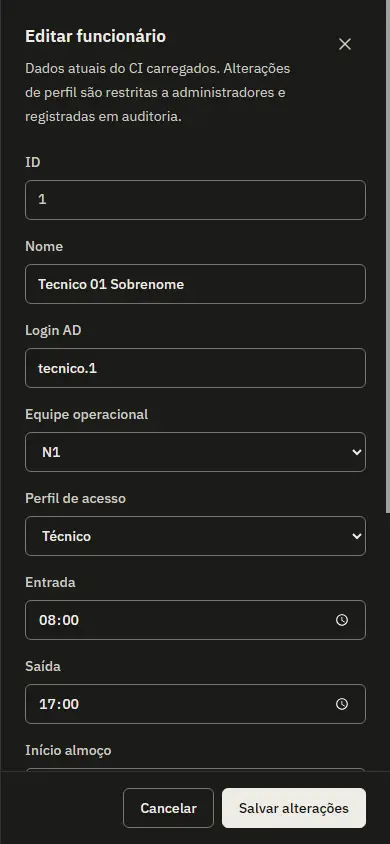 Editar funcionário
Dados atuais do CI carregados. Alterações
de perfil são restritas a administradores e
registradas em auditoria.
ID
1
Nome
Tecnico 01 Sobrenome
Login AD
tecnico.1
Equipe operacional
N1
Perfil de acesso
Técnico
Entrada
08:00
Saída
17:00
Início almoço
Cancelar
Salvar alterações